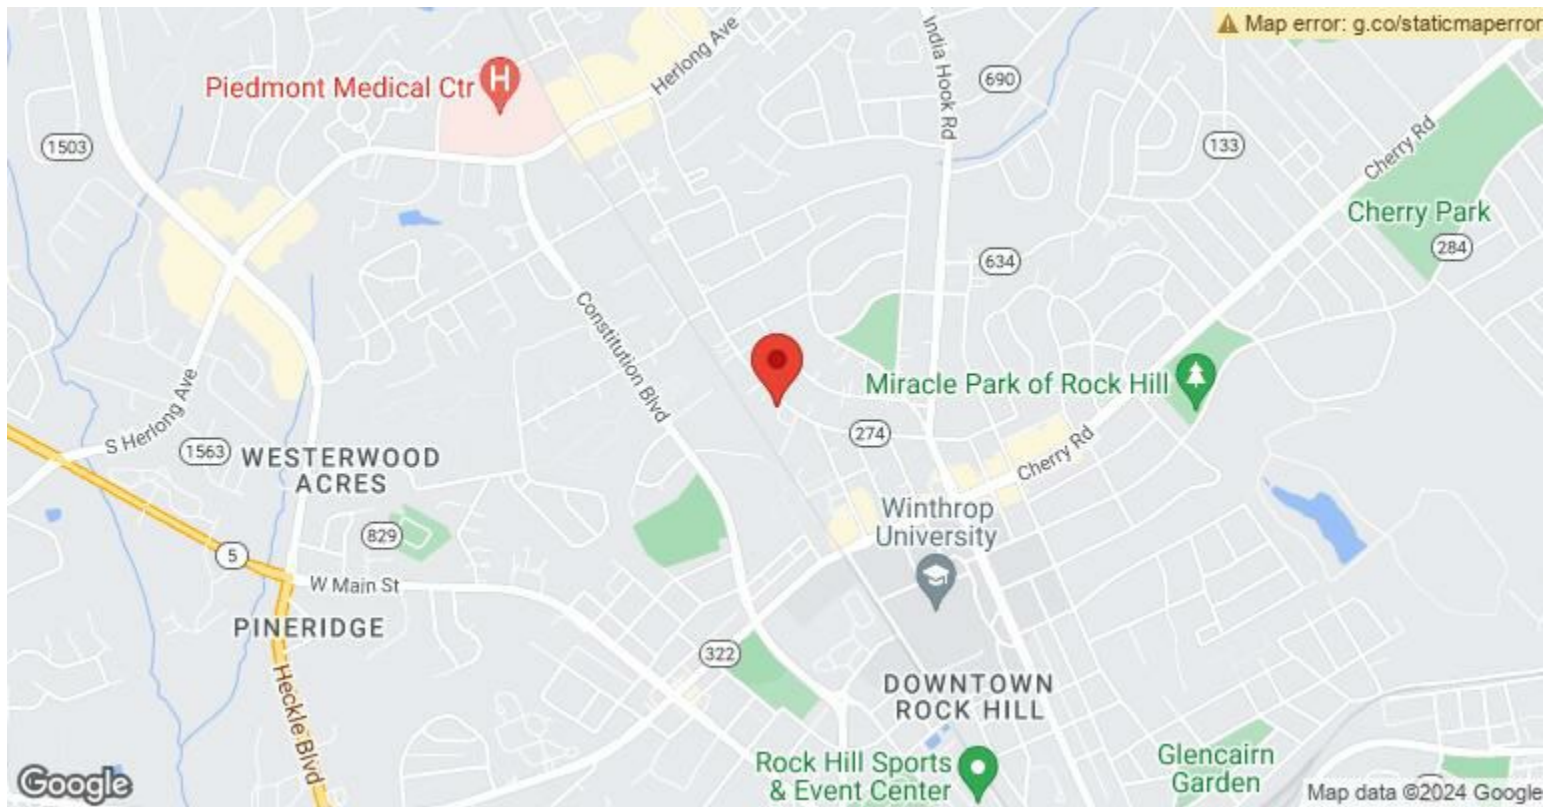 Map error: g.co/staticmaperror
India Hook Rd
Herlong Ave
Piedmont Medical Ctr
H
690
1503
133
Cherry Rd
Cherry Park
284
634
Constitution Blvd
Miracle Park of Rock Hill
S Herlong Ave
1563
WESTERWOOD
ACRES
274
Cherry Rd
Winthrop
University
829
5
W Main St
PINERIDGE
322
Heckle Blvd
DOWNTOWN
ROCK HILL
Rock Hill Sports
& Event Center
Glencairn
Garden
Google
Map data ©2024 Google